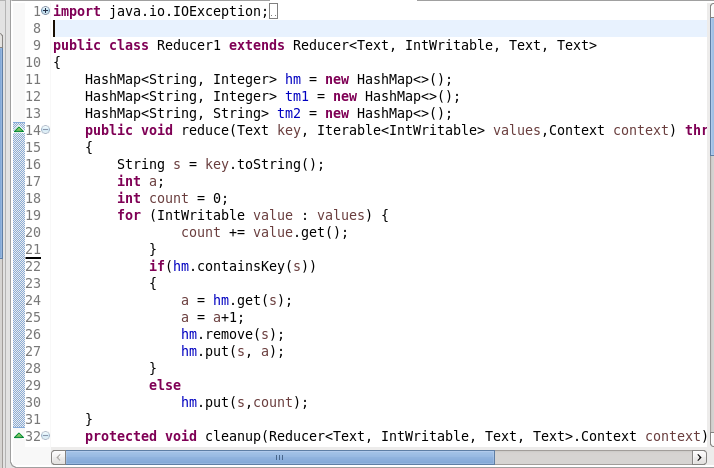 1 import java.io.IOException;
8
9 public class Reducer1 extends Reducer<Text, IntWritable, Text, Text>
10 {
11     HashMap<String, Integer> hm = new HashMap<>();
12     HashMap<String, Integer> tm1 = new HashMap<>();
13     HashMap<String, String> tm2 = new HashMap<>();
14     public void reduce(Text key, Iterable<IntWritable> values,Context context) thr
15     {
16         String s = key.toString();
17         int a;
18         int count = 0;
19         for (IntWritable value : values) {
20                 count += value.get();
21             }
22             if(hm.containsKey(s))
23             {
24                 a = hm.get(s);
25                 a = a+1;
26                 hm.remove(s);
27                 hm.put(s, a);
28             }
29             else
30                 hm.put(s,count);
31     }
32     protected void cleanup(Reducer<Text, IntWritable, Text, Text>.Context context)